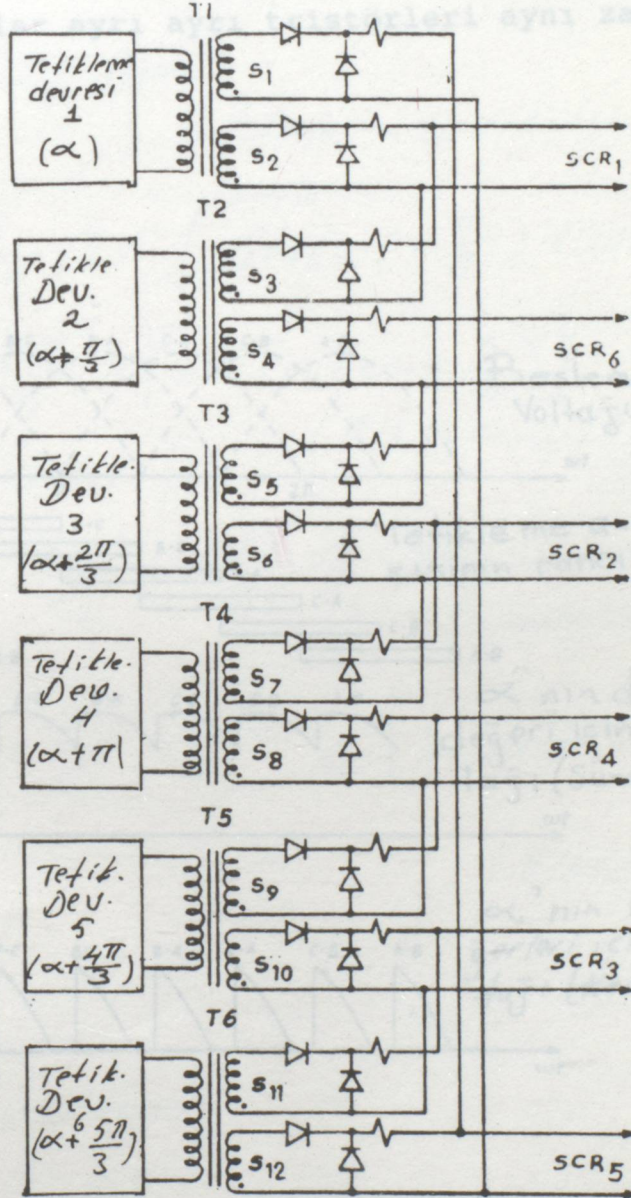 T1
Tetikleme
devresi
1
(α)
S1
S2
SCR1
T2
Tetikle.
Dev.
2
(α+π/3)
S3
S4
SCR6
T3
Tetikle.
Dev.
3
(α+2π/3)
S5
S6
SCR2
T4
Tetikle.
Dev.
4
(α+π)
S7
S8
SCR4
T5
Tetik.
Dev.
5
(α+4π/3)
S9
S10
SCR3
T6
Tetik.
Dev.
6
(α+5π/3)
S11
S12
SCR5